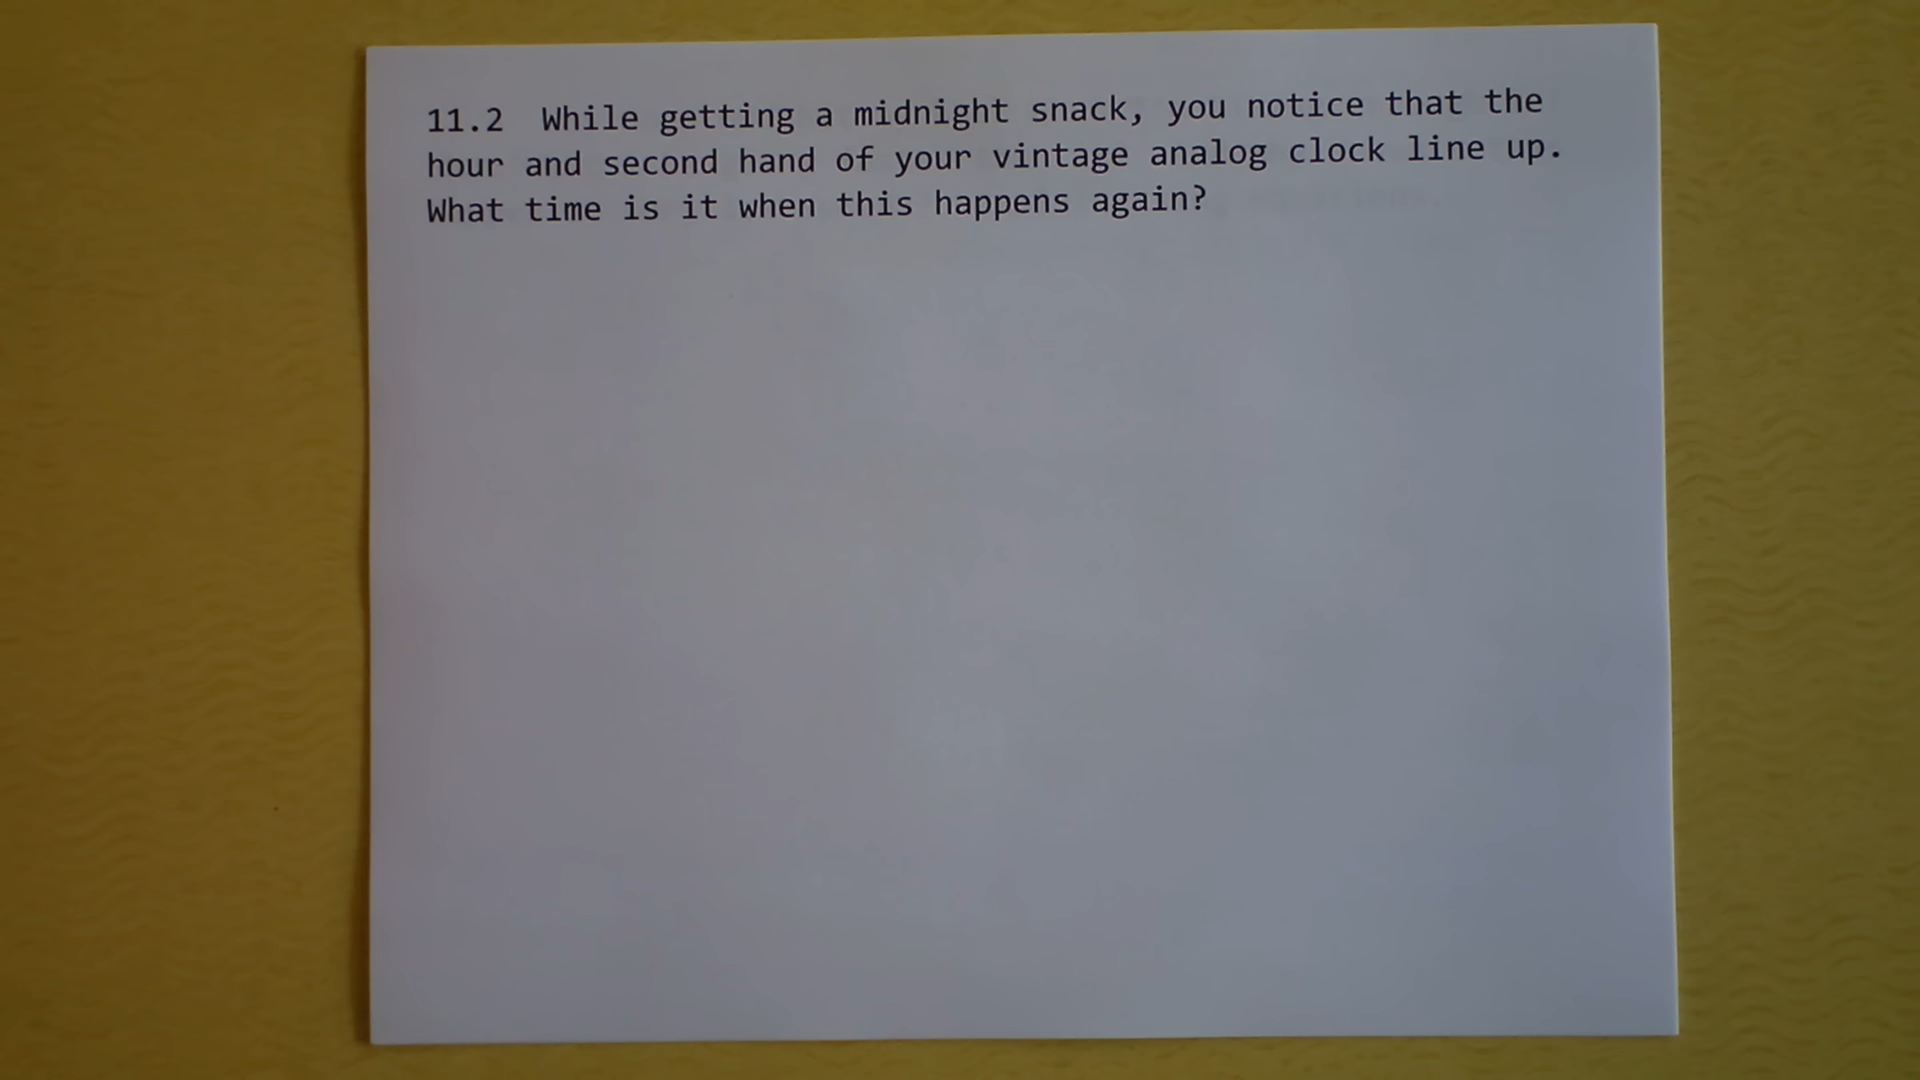 11.2 While getting a midnight snack, you notice that the
hour and second hand of your vintage analog clock line up.
What time is it when this happens again?